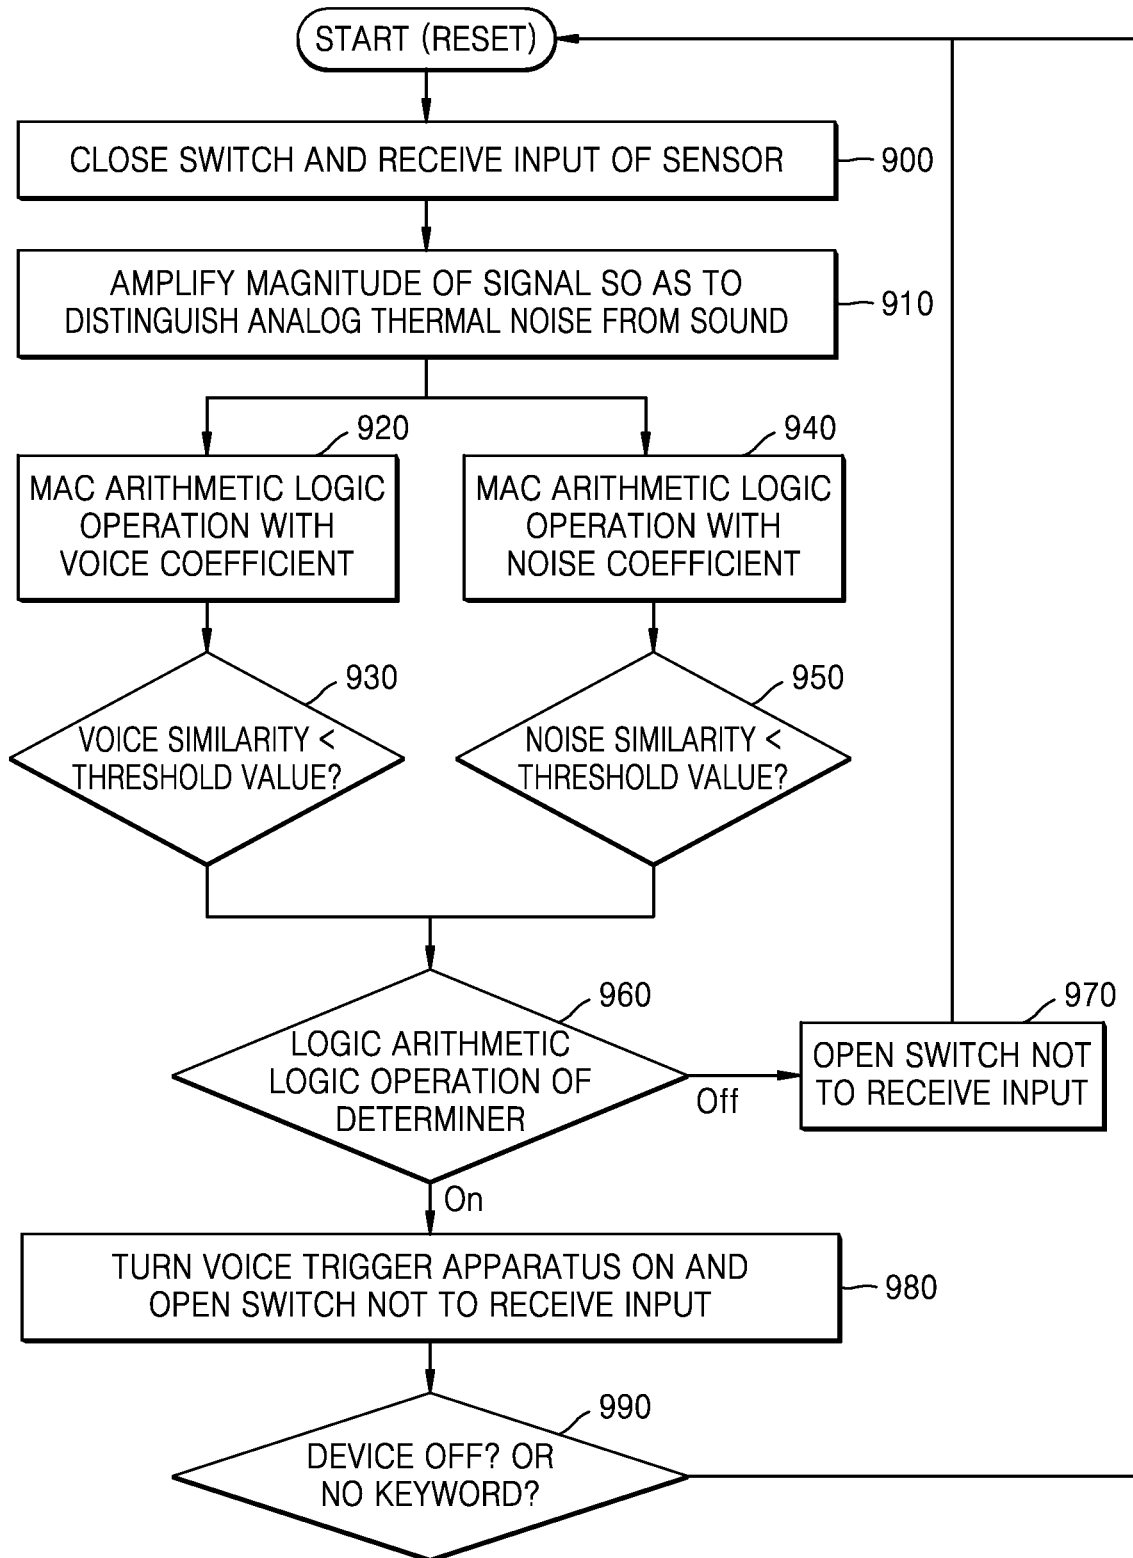 START (RESET)
CLOSE SWITCH AND RECEIVE INPUT OF SENSOR
900
AMPLIFY MAGNITUDE OF SIGNAL SO AS TO
DISTINGUISH ANALOG THERMAL NOISE FROM SOUND
910
920
MAC ARITHMETIC LOGIC
OPERATION WITH
VOICE COEFFICIENT
940
MAC ARITHMETIC LOGIC
OPERATION WITH
NOISE COEFFICIENT
930
VOICE SIMILARITY <
THRESHOLD VALUE?
950
NOISE SIMILARITY <
THRESHOLD VALUE?
960
LOGIC ARITHMETIC
LOGIC OPERATION OF
DETERMINER
Off
970
OPEN SWITCH NOT
TO RECEIVE INPUT
On
TURN VOICE TRIGGER APPARATUS ON AND
OPEN SWITCH NOT TO RECEIVE INPUT
980
990
DEVICE OFF? OR
NO KEYWORD?